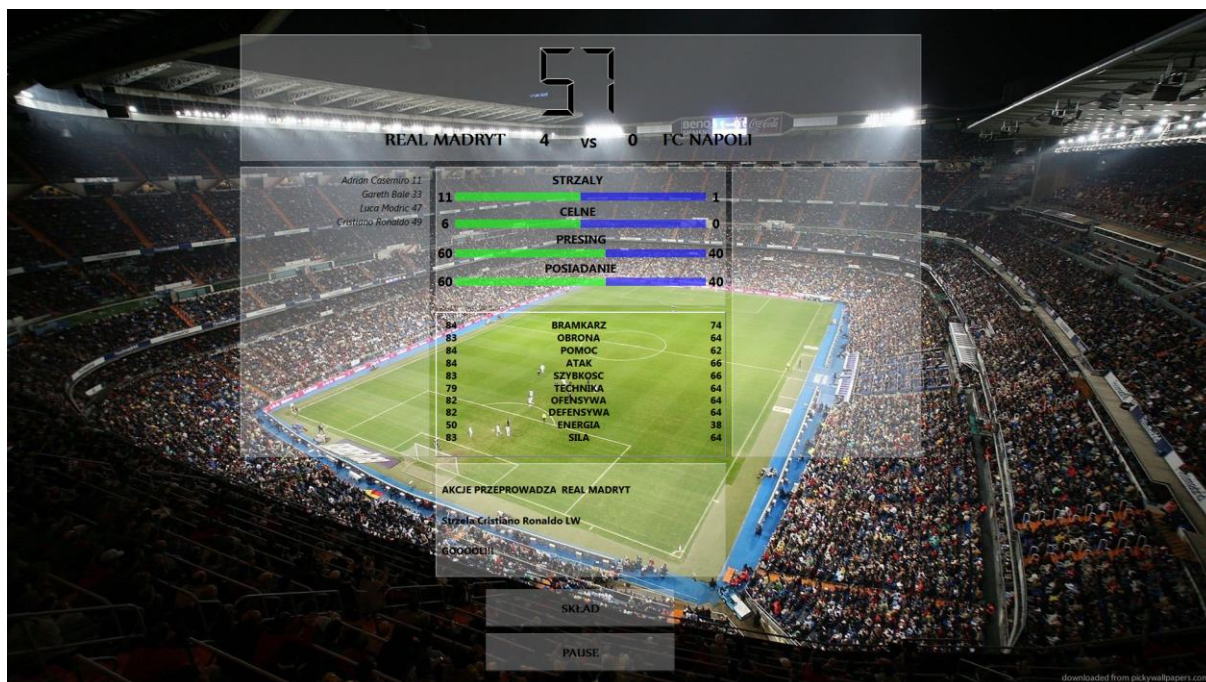 57
REAL MADRYT 4 vs 0 FC NAPOLI
Adrian Casemiro 11
Gareth Bale 33
Luca Modric 47
Cristiano Ronaldo 49
STRZALY
11 1
CELNE
6 0
PRESING
60 40
POSIADANIE
60 40
84 BRAMKARZ 74
83 OBRONA 64
84 POMOC 62
84 ATAK 66
83 SZYBKOSC 66
79 TECHNIKA 64
82 OFENSYWA 64
82 DEFENSYWA 64
50 ENERGIA 38
83 SILA 64
AKCJE PRZEPROWADZA REAL MADRYT
Strzela Cristiano Ronaldo LW
GOOOOL!!!
SKŁAD
PAUSE
BenQ Coca-Cola
downloaded from pickywallpapers.com